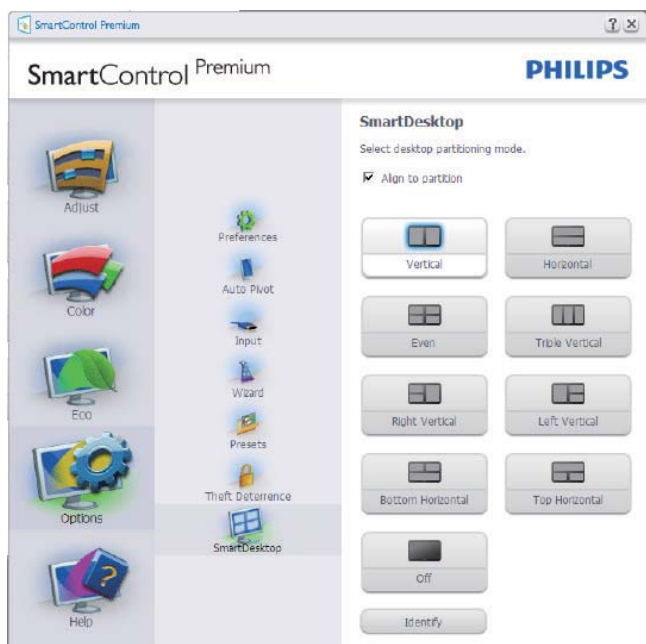 SmartControl Premium
SmartControl Premium
PHILIPS
Adjust
Color
Eco
Options
Help
Preferences
Auto Pivot
Input
Wizard
Presets
Theft Deterrence
SmartDesktop
SmartDesktop
Select desktop partitioning mode.
Align to partition
Vertical
Horizontal
Even
Triple Vertical
Right Vertical
Left Vertical
Bottom Horizontal
Top Horizontal
Off
Identify